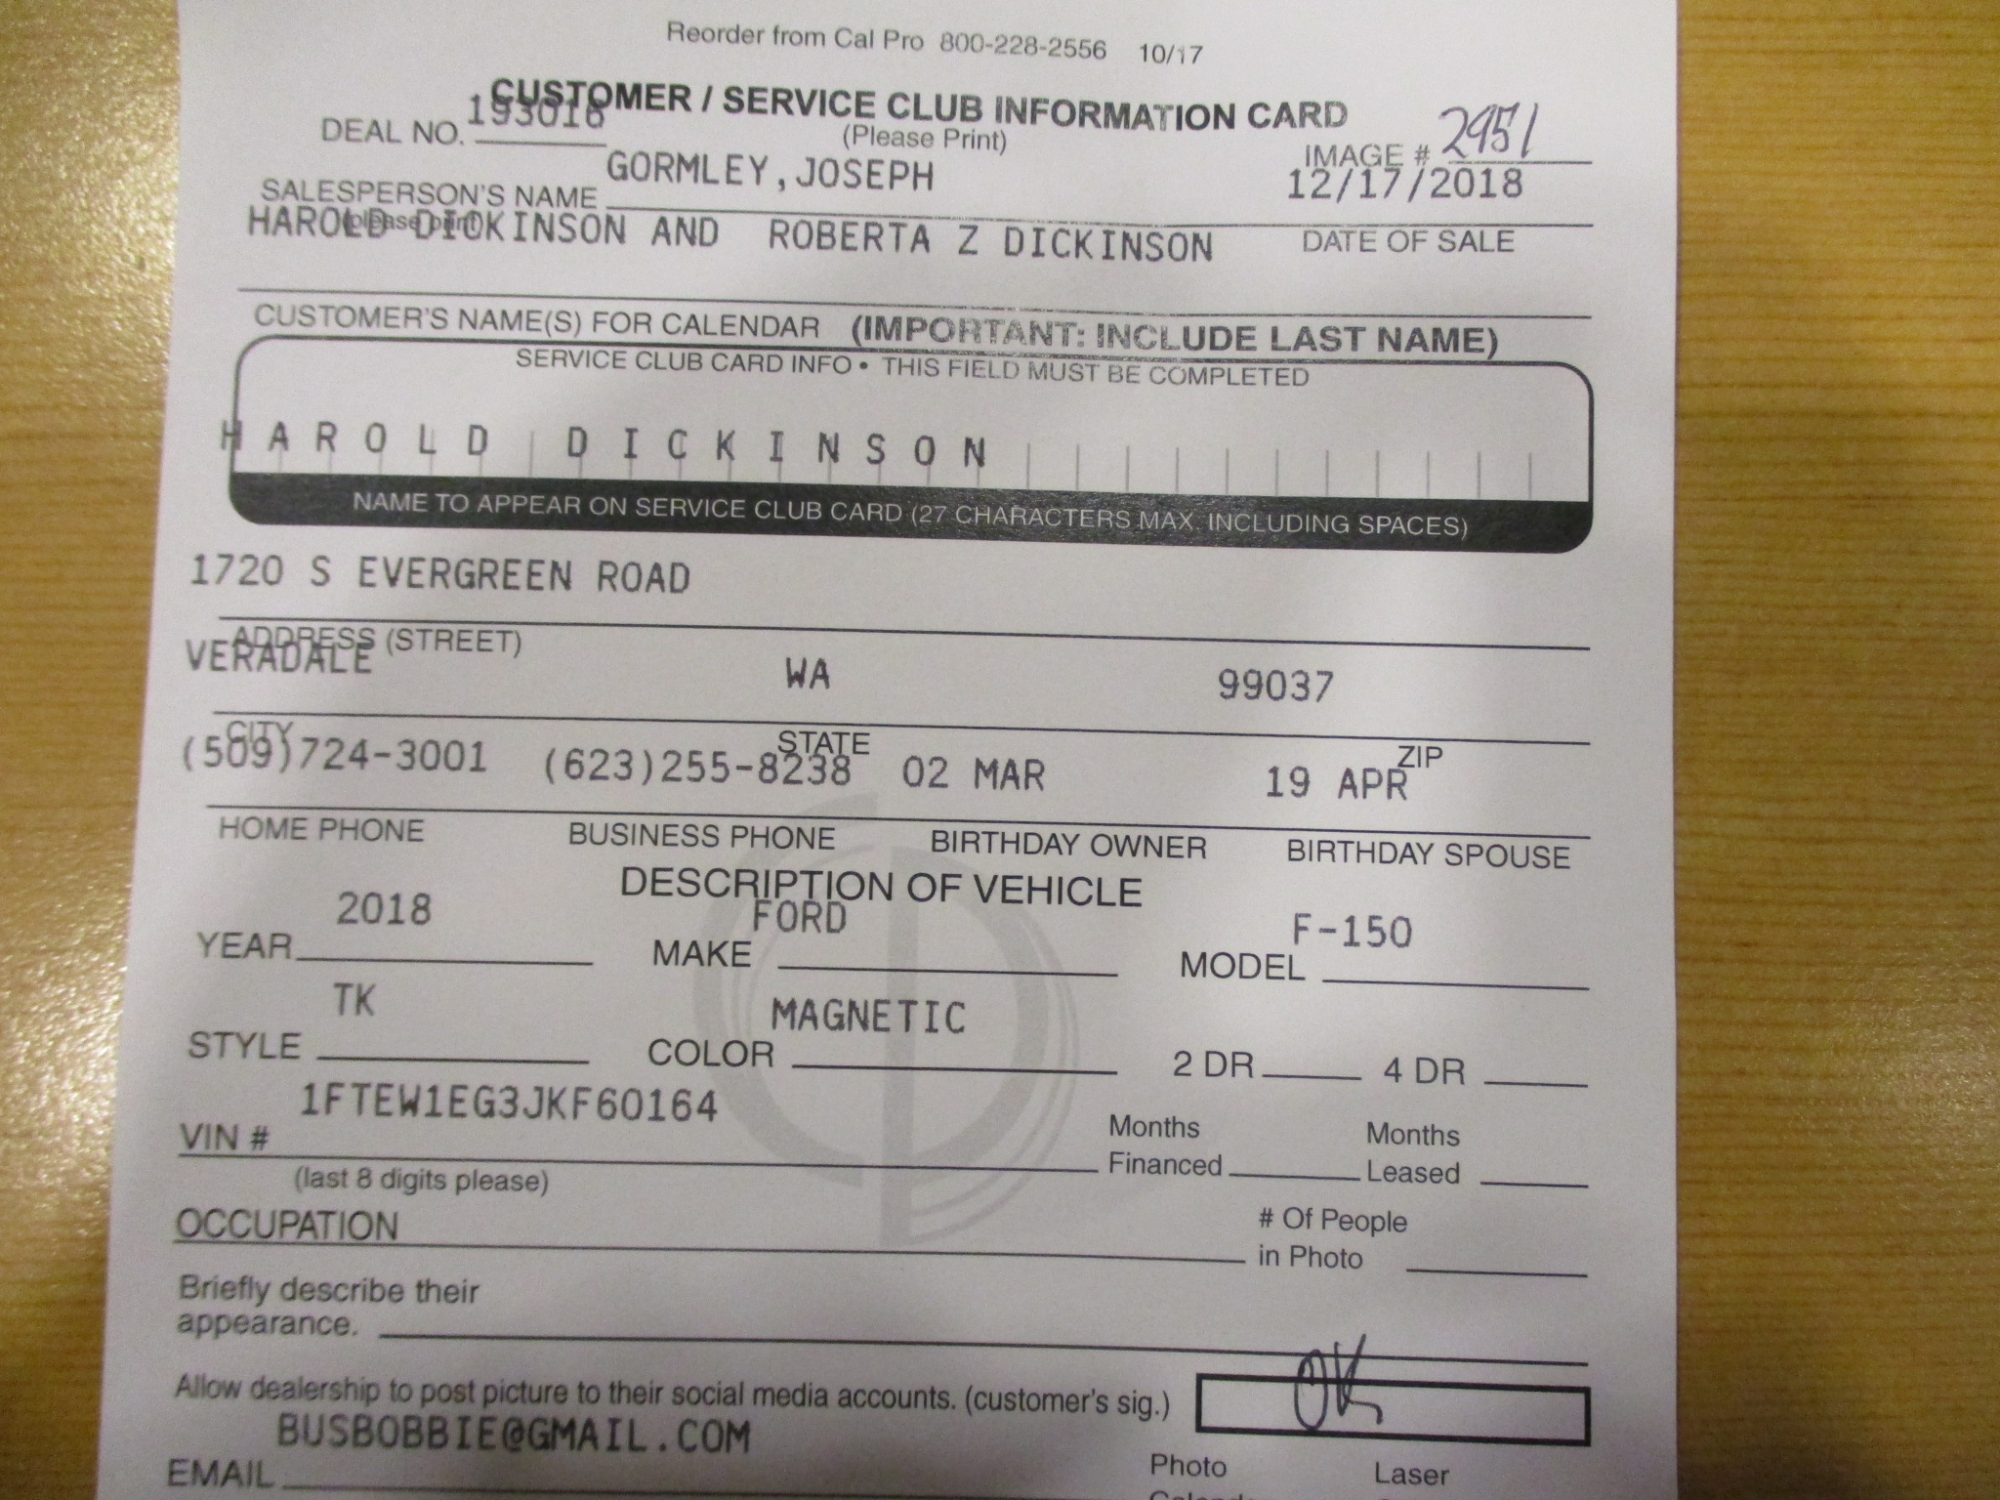 Reorder from Cal Pro 800-228-2556 10/17
CUSTOMER / SERVICE CLUB INFORMATION CARD
(Please Print)
DEAL NO. 193016
IMAGE # 2951
SALESPERSON'S NAME GORMLEY,JOSEPH
(please print)
12/17/2018
DATE OF SALE
HAROLD DICKINSON AND ROBERTA Z DICKINSON
CUSTOMER'S NAME(S) FOR CALENDAR (IMPORTANT: INCLUDE LAST NAME)
SERVICE CLUB CARD INFO • THIS FIELD MUST BE COMPLETED
HAROLD DICKINSON
NAME TO APPEAR ON SERVICE CLUB CARD (27 CHARACTERS MAX. INCLUDING SPACES)
1720 S EVERGREEN ROAD
ADDRESS (STREET)
VERADALE WA 99037
CITY STATE ZIP
(509)724-3001 (623)255-8238 02 MAR 19 APR
HOME PHONE BUSINESS PHONE BIRTHDAY OWNER BIRTHDAY SPOUSE
DESCRIPTION OF VEHICLE
YEAR 2018 MAKE FORD MODEL F-150
STYLE TK COLOR MAGNETIC 2 DR 4 DR
VIN # 1FTEW1EG3JKF60164
(last 8 digits please)
Months Financed Months Leased
OCCUPATION
# Of People in Photo
Briefly describe their
appearance.
Allow dealership to post picture to their social media accounts. (customer's sig.) OK
EMAIL BUSBOBBIE@GMAIL.COM
Photo Laser